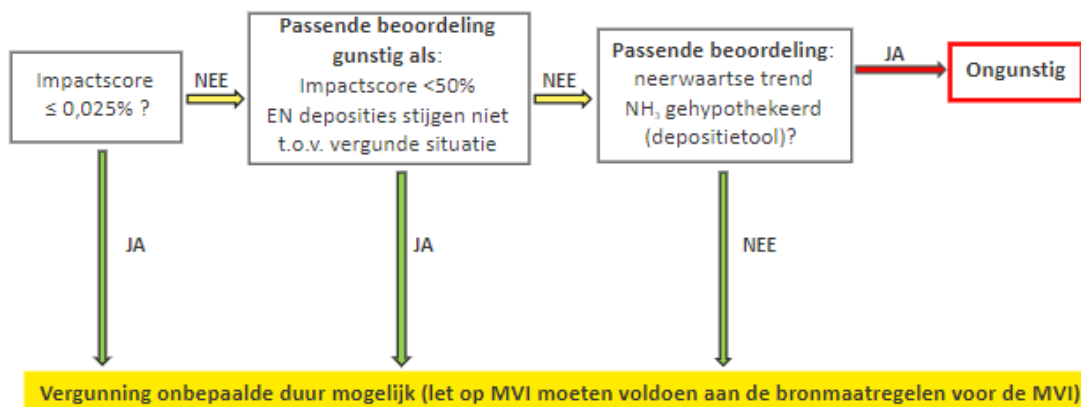 Impactscore
≤ 0,025% ?
NEE
Passende beoordeling
gunstig als:
Impactscore <50%
EN deposities stijgen niet
t.o.v. vergunde situatie
NEE
Passende beoordeling:
neerwaartse trend
NH₃ gehypothekeerd
(depositietool)?
JA
Ongunstig
JA
JA
NEE
Vergunning onbepaalde duur mogelijk (let op MVI moeten voldoen aan de bronmaatregelen voor de MVI)